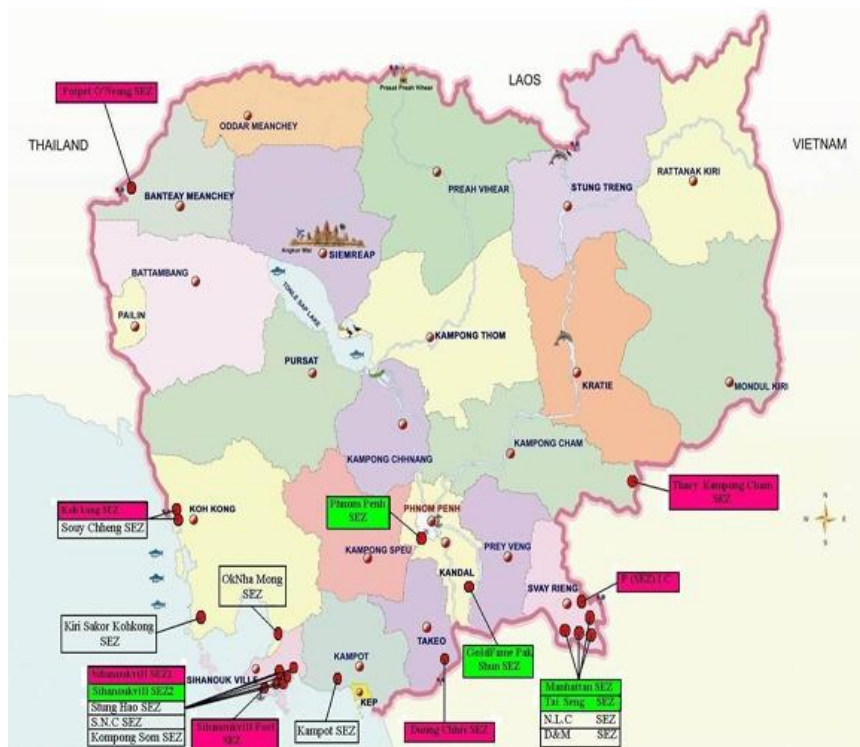 LAOS
THAILAND
VIETNAM
Poipet O'Neang SEZ
Prasat Preah Vihear
ODDAR MEANCHEY
BANTEAY MEANCHEY
PREAH VIHEAR
STUNG TRENG
RATTANAK KIRI
Angkor Wat
SIEMREAP
BATTAMBANG
TONLE SAP LAKE
PAILIN
KAMPONG THOM
PURSAT
KRATIE
MONDUL KIRI
KAMPONG CHAM
KAMPONG CHHNANG
Thary Kampong Cham
SEZ
Koh kong SEZ
Souy Chheng SEZ
KOH KONG
Phnom Penh
SEZ
PHNOM PENH
N
W
E
S
KAMPONG SPEU
PREY VENG
KANDAL
SVAY RIENG
P (SEZ) I C
OkNha Mong
SEZ
Kiri Sakor Kohkong
SEZ
TAKEO
GoldFame Pak
Shun SEZ
KAMPOT
SIHANOUK VILLE
KEP
Sihanoukvill SEZ1
Sihanoukvill SEZ2
Stung Hao SEZ
S.N.C SEZ
Kompong Som SEZ
Sihanoukvill Port
SEZ
Kampot SEZ
Duong Chhiv SEZ
Manhattan SEZ
Tai Seng SEZ
N.L.C SEZ
D&M SEZ